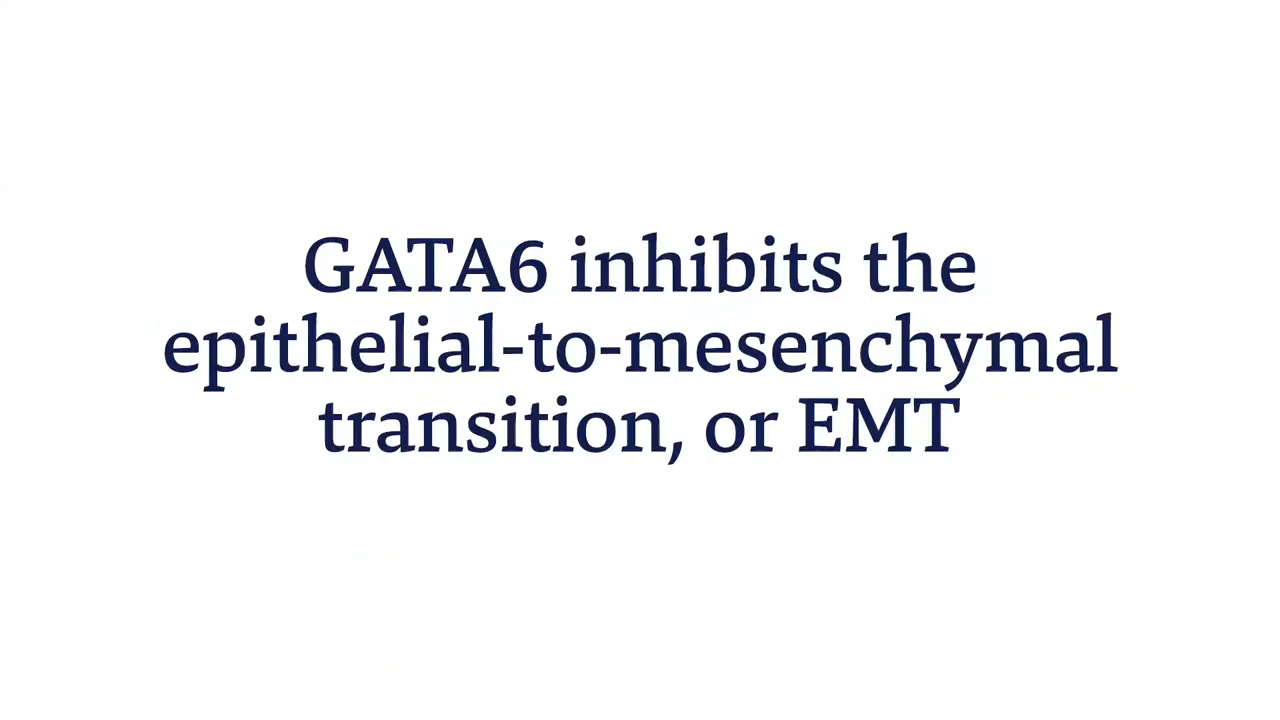 GATA6 inhibits the
epithelial-to-mesenchymal
transition, or EMT